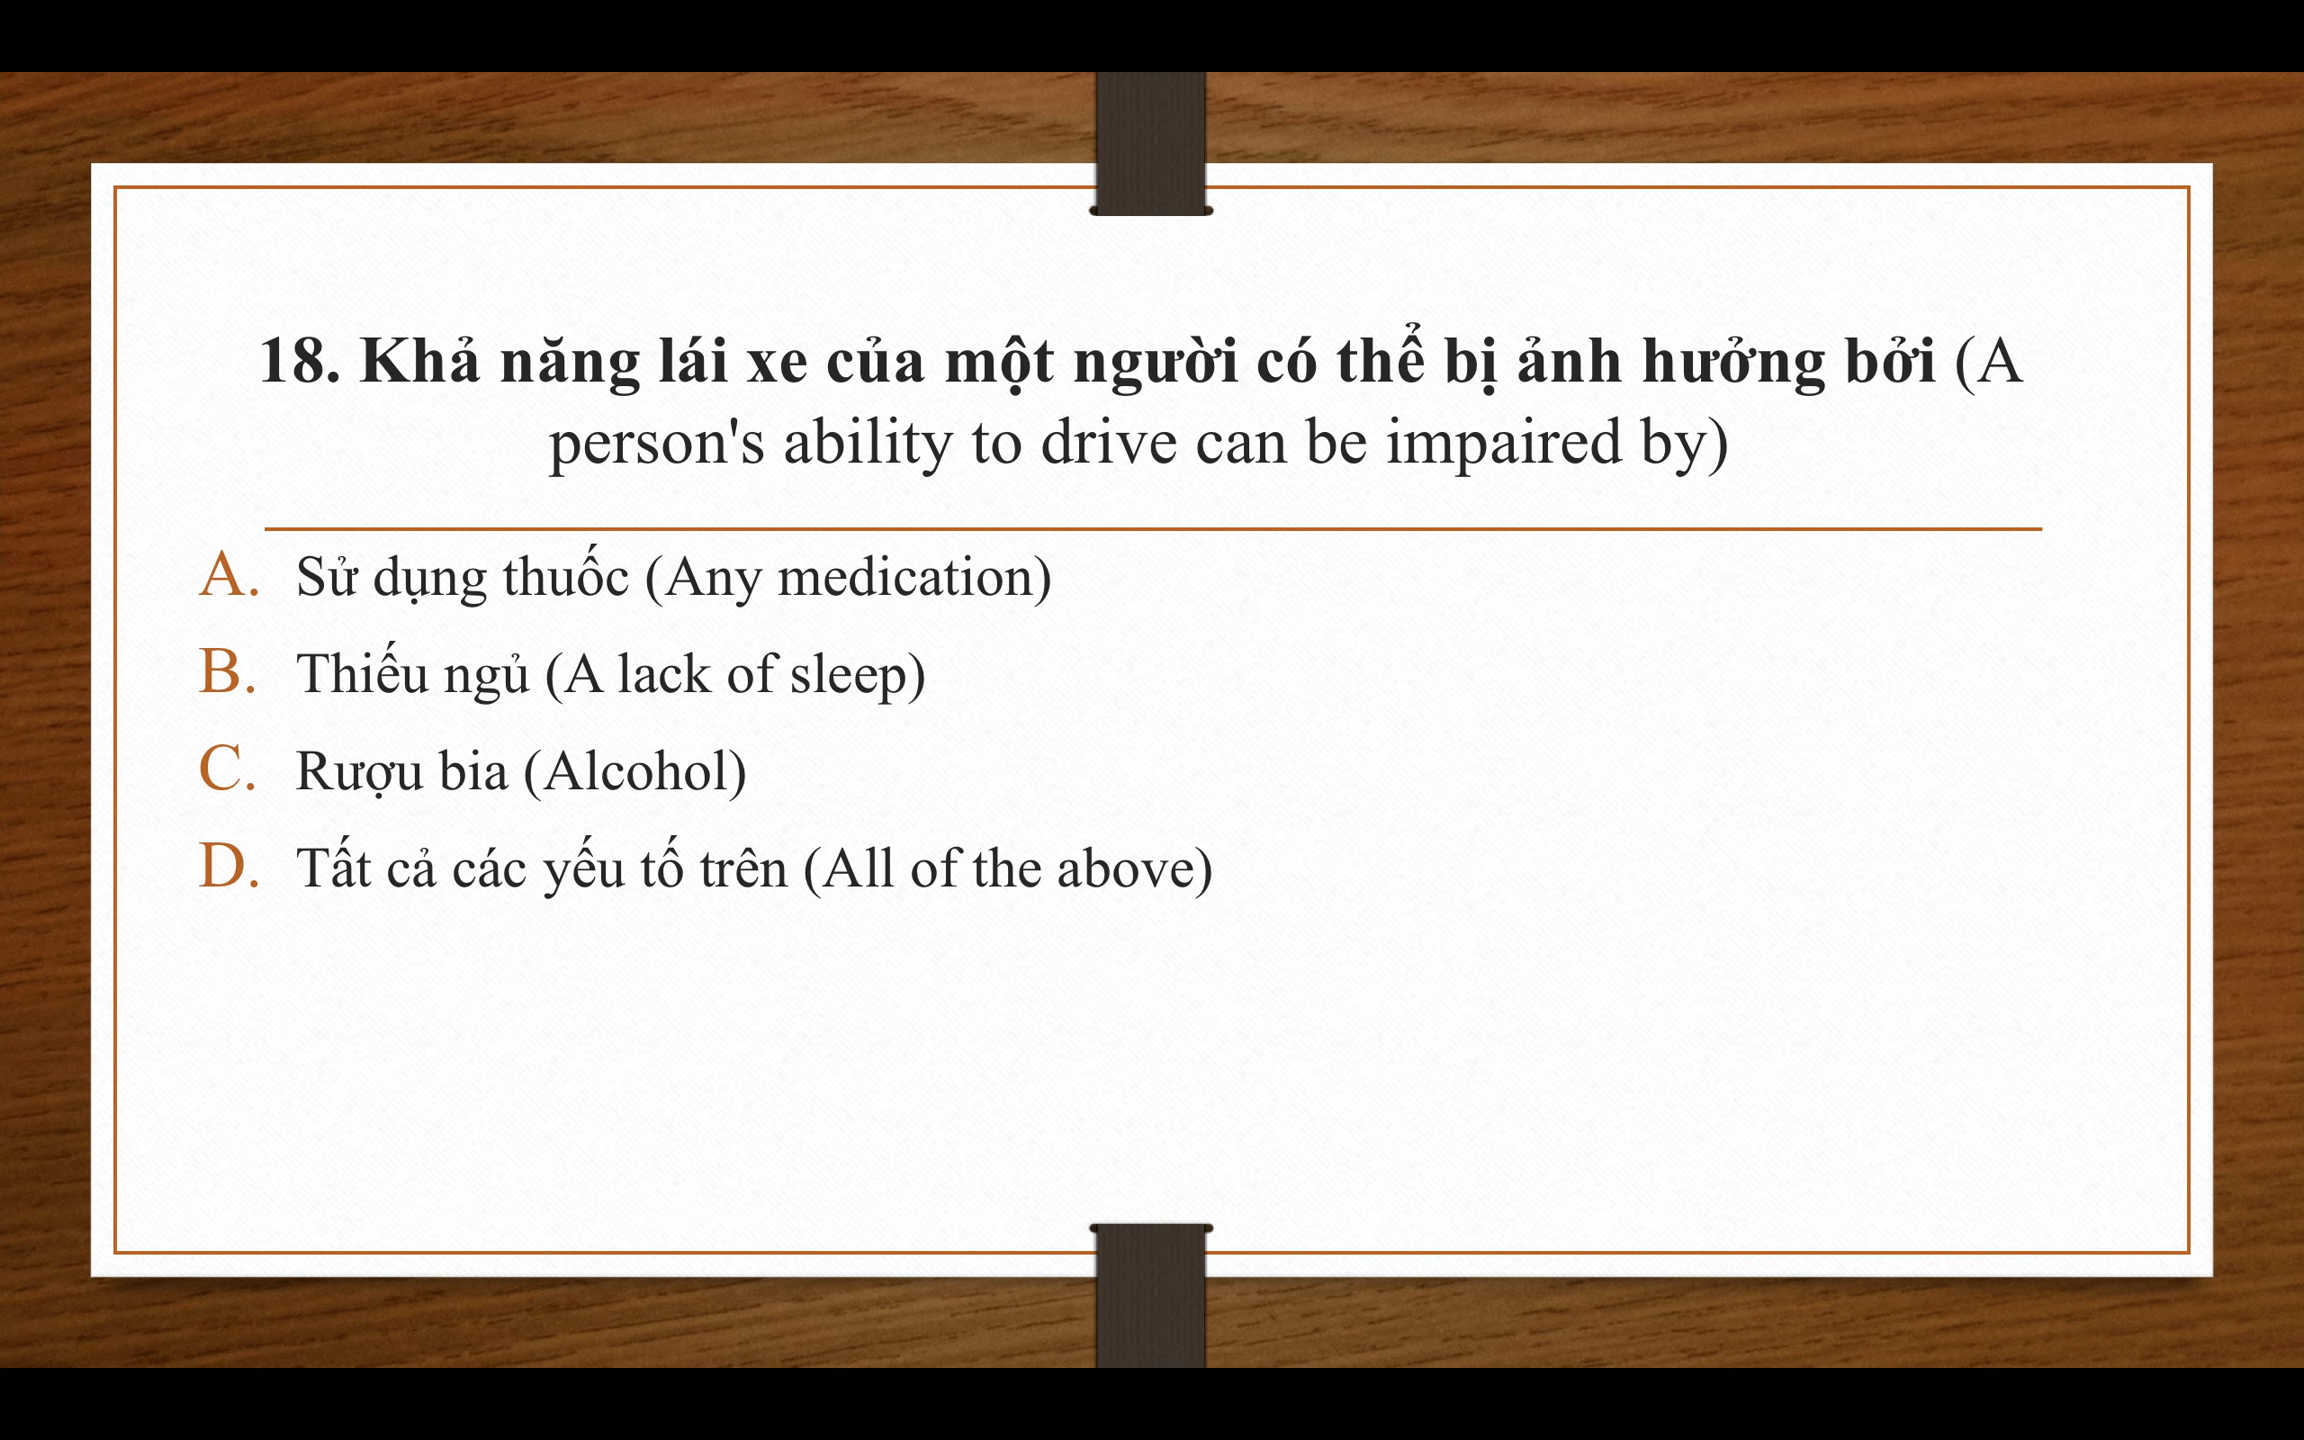 18. Khả năng lái xe của một người có thể bị ảnh hưởng bởi (A
person's ability to drive can be impaired by)
A. Sử dụng thuốc (Any medication)
B. Thiếu ngủ (A lack of sleep)
C. Rượu bia (Alcohol)
D. Tất cả các yếu tố trên (All of the above)